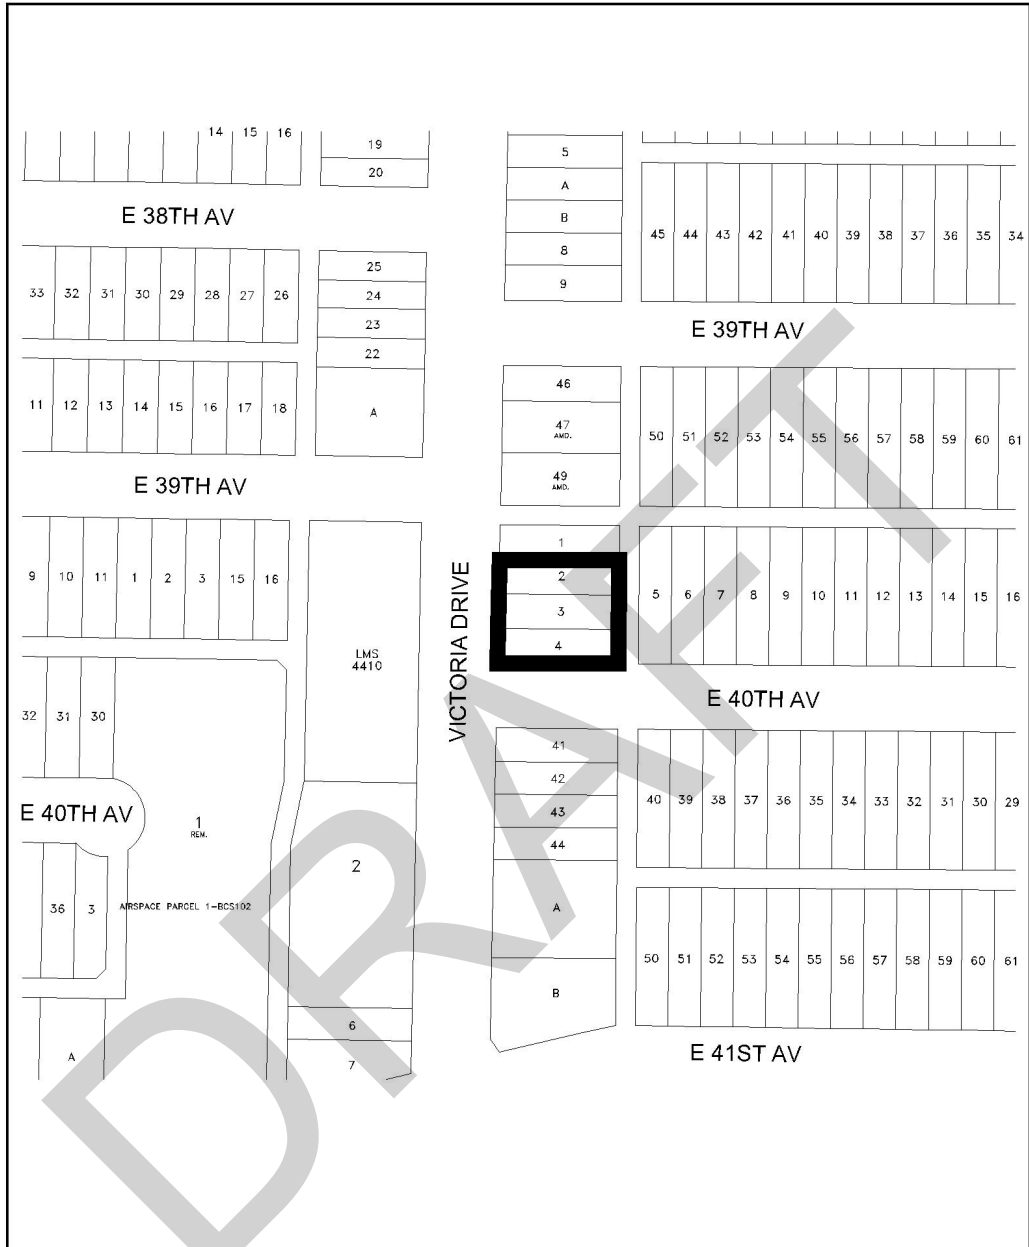 14 15 16
19
20
5
A
B
8
9
E 38TH AV
45 44 43 42 41 40 39 38 37 36 35 34
33 32 31 30 29 28 27 26
25
24
23
22
A
E 39TH AV
11 12 13 14 15 16 17 18
46
47
AMD.
49
AMD.
50 51 52 53 54 55 56 57 58 59 60 61
E 39TH AV
9 10 11 1 2 3 15 16
LMS
4410
VICTORIA DRIVE
1
2
3
4
5 6 7 8 9 10 11 12 13 14 15 16
E 40TH AV
32 31 30
E 40TH AV
1
REM.
AIRSPACE PARCEL 1-BCS102
36 3
A
2
6
7
41
42
43
44
A
B
40 39 38 37 36 35 34 33 32 31 30 29
50 51 52 53 54 55 56 57 58 59 60 61
E 41ST AV
DRAFT